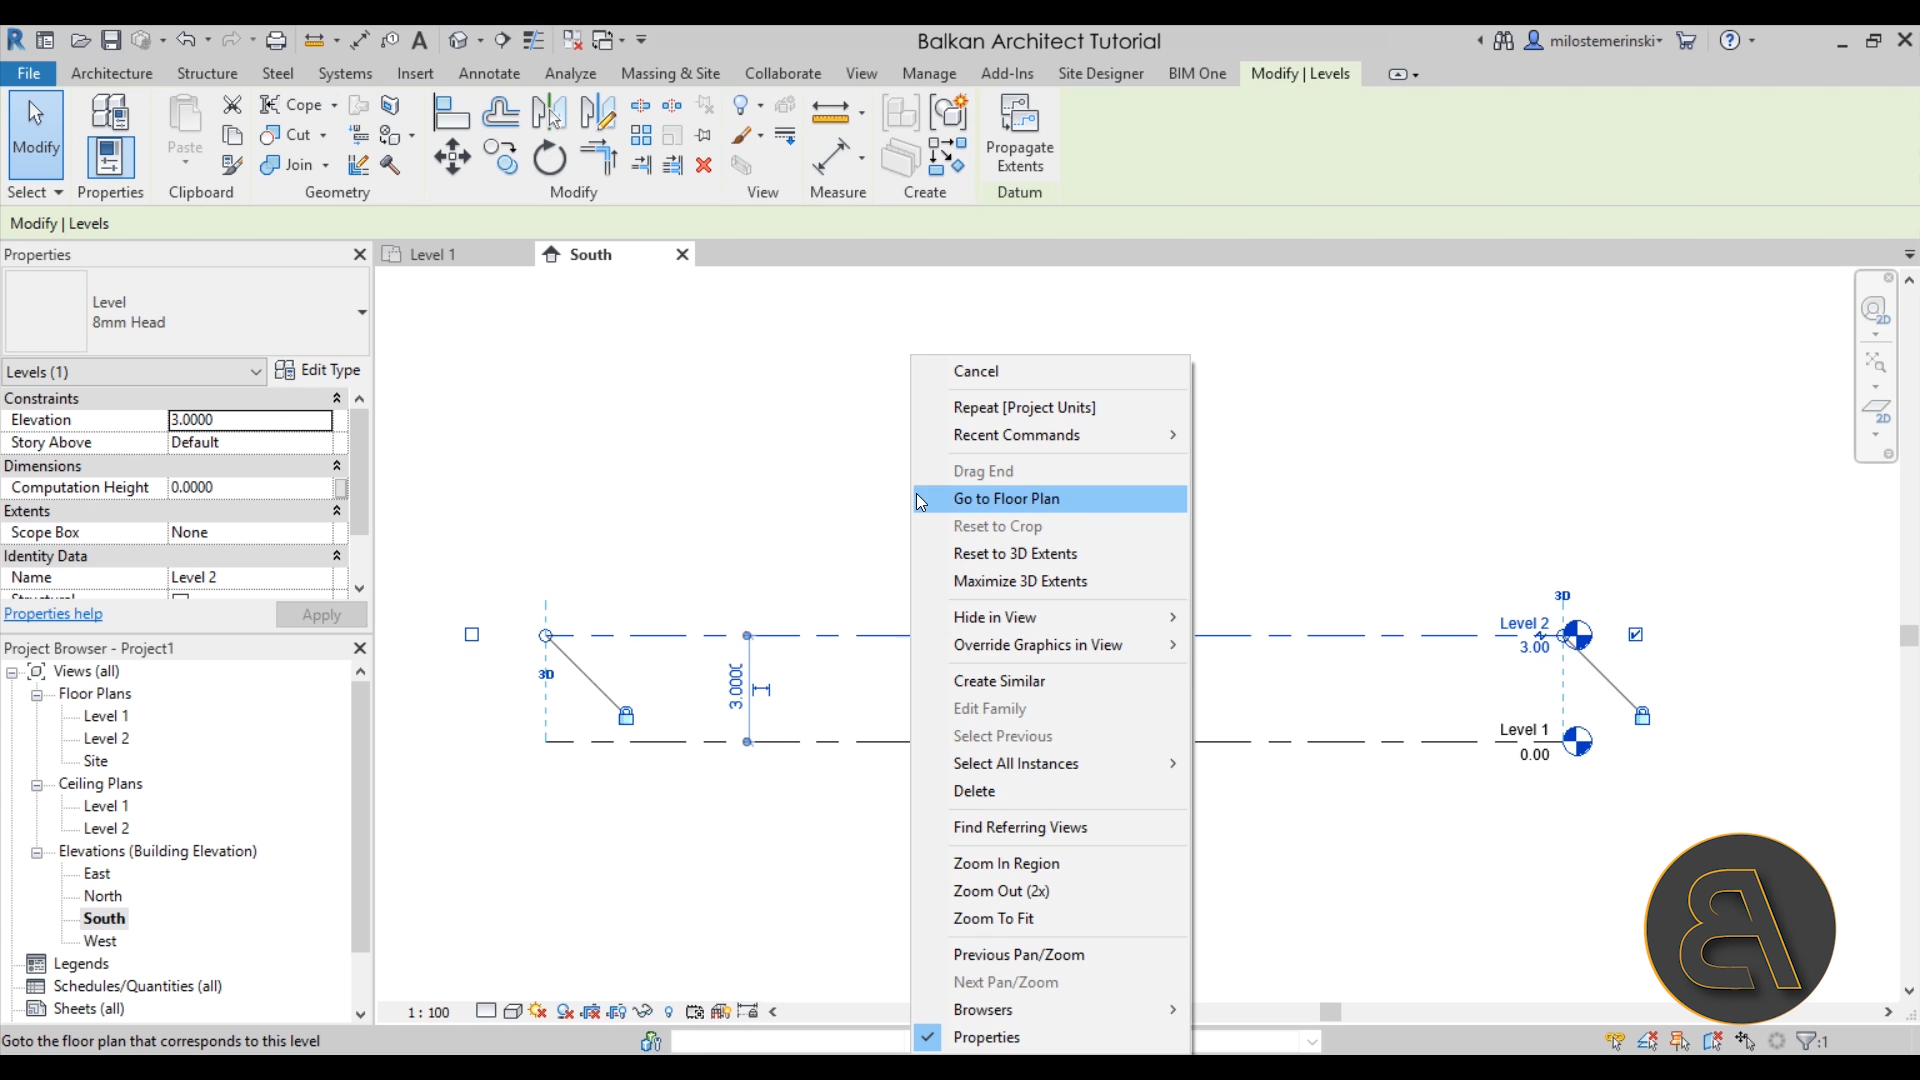 Balkan Architect Tutorial
milostemerinski
File
Architecture
Structure
Steel
Systems
Insert
Annotate
Analyze
Massing & Site
Collaborate
View
Manage
Add-Ins
Site Designer
BIM One
Modify | Levels
Modify
Paste
Cope
Cut
Join
Propagate
Extents
Select
Properties
Clipboard
Geometry
Modify
View
Measure
Create
Datum
Modify | Levels
Properties
Level
8mm Head
Levels (1)
Edit Type
Constraints
Elevation 3.0000
Story Above Default
Dimensions
Computation Height 0.0000
Extents
Scope Box None
Identity Data
Name Level 2
Properties help
Apply
Project Browser - Project1
Views (all)
Floor Plans
Level 1
Level 2
Site
Ceiling Plans
Level 1
Level 2
Elevations (Building Elevation)
East
North
South
West
Legends
Schedules/Quantities (all)
Sheets (all)
Level 1
South
Cancel
Repeat [Project Units]
Recent Commands
Drag End
Go to Floor Plan
Reset to Crop
Reset to 3D Extents
Maximize 3D Extents
Hide in View
Override Graphics in View
Create Similar
Edit Family
Select Previous
Select All Instances
Delete
Find Referring Views
Zoom In Region
Zoom Out (2x)
Zoom To Fit
Previous Pan/Zoom
Next Pan/Zoom
Browsers
Properties
3D
3.0000
3D
Level 2
3.00
Level 1
0.00
2D
2D
1 : 100
Goto the floor plan that corresponds to this level
:1